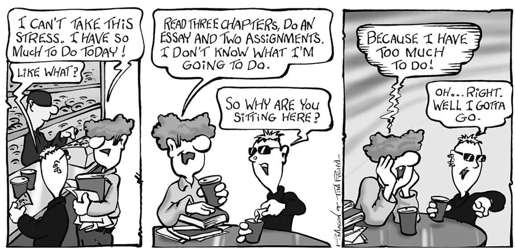 I CAN'T TAKE THIS
STRESS. I HAVE SO
MUCH TO DO TODAY!
LIKE WHAT?
READ THREE CHAPTERS, DO AN
ESSAY AND TWO ASSIGNMENTS.
I DON'T KNOW WHAT I'M
GOING TO DO.
SO WHY ARE YOU
SITTING HERE?
BECAUSE I HAVE
TOO MUCH
TO DO!
OH... RIGHT.
WELL I GOTTA
GO.